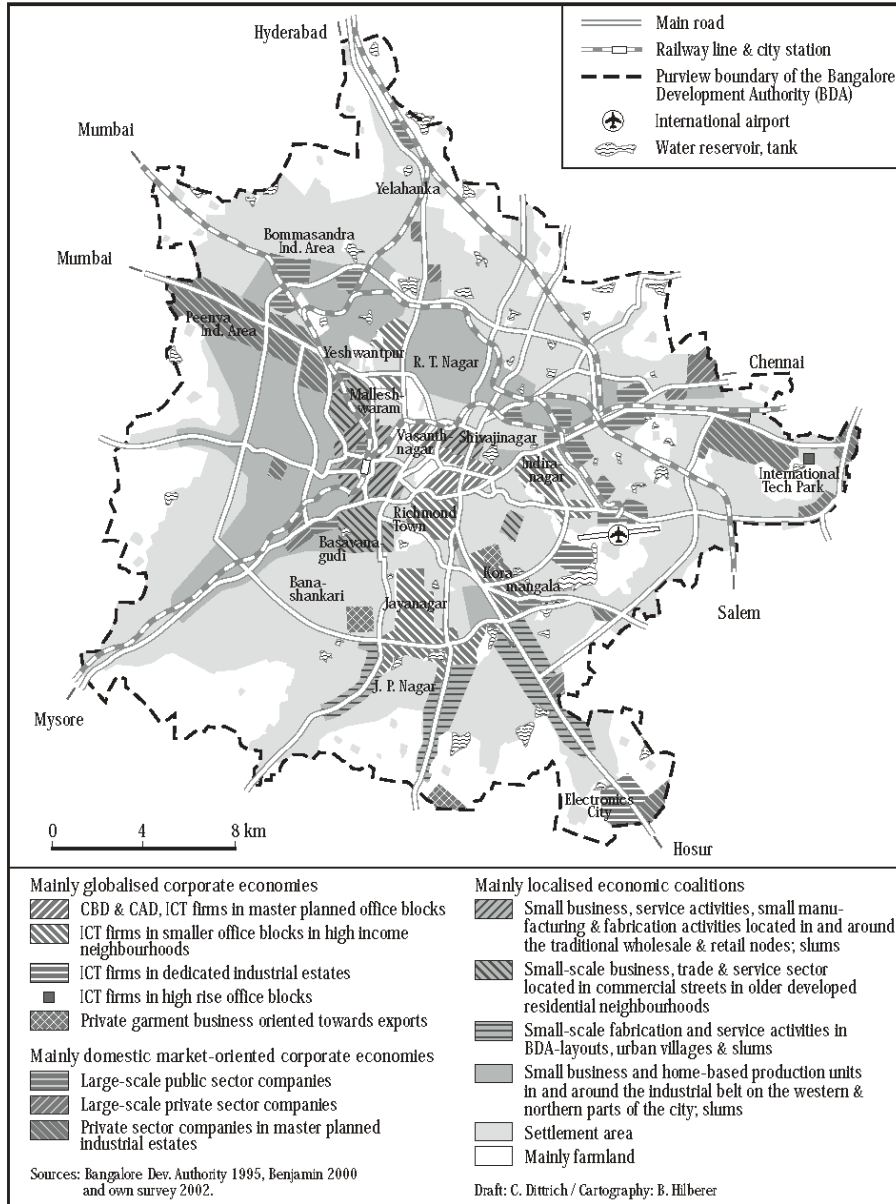 Hyderabad
Main road
Railway line & city station
Purview boundary of the Bangalore
Development Authority (BDA)
International airport
Water reservoir, tank
Mumbai
Yelahanka
Bommasandra
Ind. Area
Mumbai
Peenya
Ind. Area
Yeshwantpur
R. T. Nagar
Chennai
Mallesh-
waram
Vasanth-
nagar
Shivajinagar
Indira-
nagar
International
Tech Park
Richmond
Town
Basavana-
gudi
Bana-
shankari
Kora-
mangala
Jayanagar
Salem
J. P. Nagar
Mysore
Electronics
City
0 4 8 km
Hosur
Mainly globalised corporate economies
CBD & CAD, ICT firms in master planned office blocks
ICT firms in smaller office blocks in high income
neighbourhoods
ICT firms in dedicated industrial estates
ICT firms in high rise office blocks
Private garment business oriented towards exports
Mainly domestic market-oriented corporate economies
Large-scale public sector companies
Large-scale private sector companies
Private sector companies in master planned
industrial estates
Sources: Bangalore Dev. Authority 1995, Benjamin 2000
and own survey 2002.
Mainly localised economic coalitions
Small business, service activities, small manu-
facturing & fabrication activities located in and around
the traditional wholesale & retail nodes; slums
Small-scale business, trade & service sector
located in commercial streets in older developed
residential neighbourhoods
Small-scale fabrication and service activities in
BDA-layouts, urban villages & slums
Small business and home-based production units
in and around the industrial belt on the western &
northern parts of the city; slums
Settlement area
Mainly farmland
Draft: C. Dittrich / Cartography: B. Hilberer